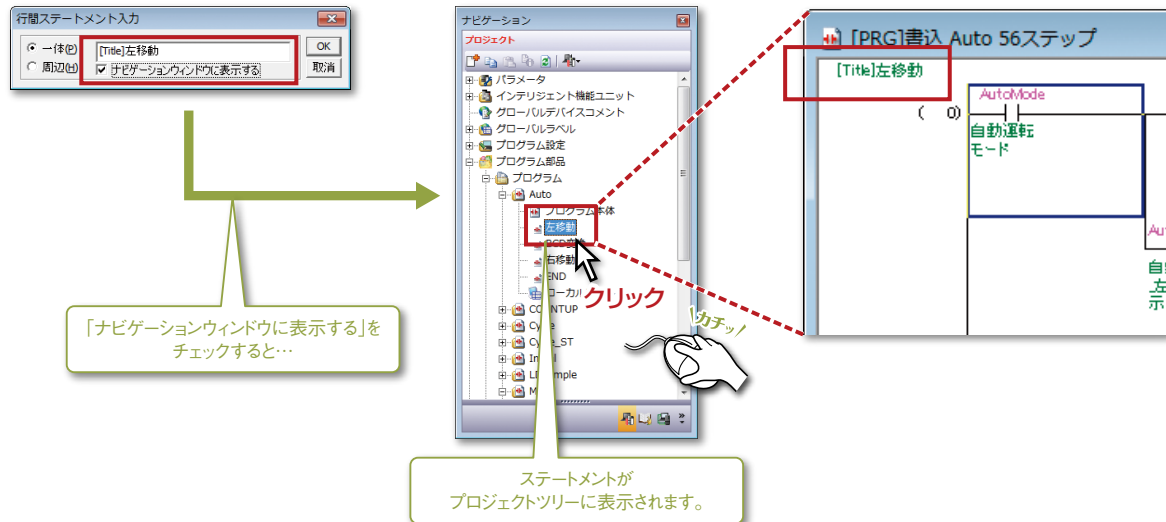 行間ステートメント入力
一体(P)
[Title]左移動
OK
周辺(H)
ナビゲーションウィンドウに表示する
取消
「ナビゲーションウィンドウに表示する」を
チェックすると…
ナビゲーション
プロジェクト
パラメータ
インテリジェント機能ユニット
グローバルデバイスコメント
グローバルラベル
プログラム設定
プログラム部品
プログラム
Auto
プログラム本体
左移動
右移動
END
クリック
カチッ
Cy
Cy e_ST
In
LD mple
M
ステートメントが
プロジェクトツリーに表示されます。
[PRG]書込 Auto 56ステップ
[Title]左移動
AutoMode
( 0)
自動運転
モード
Au
自
左
示